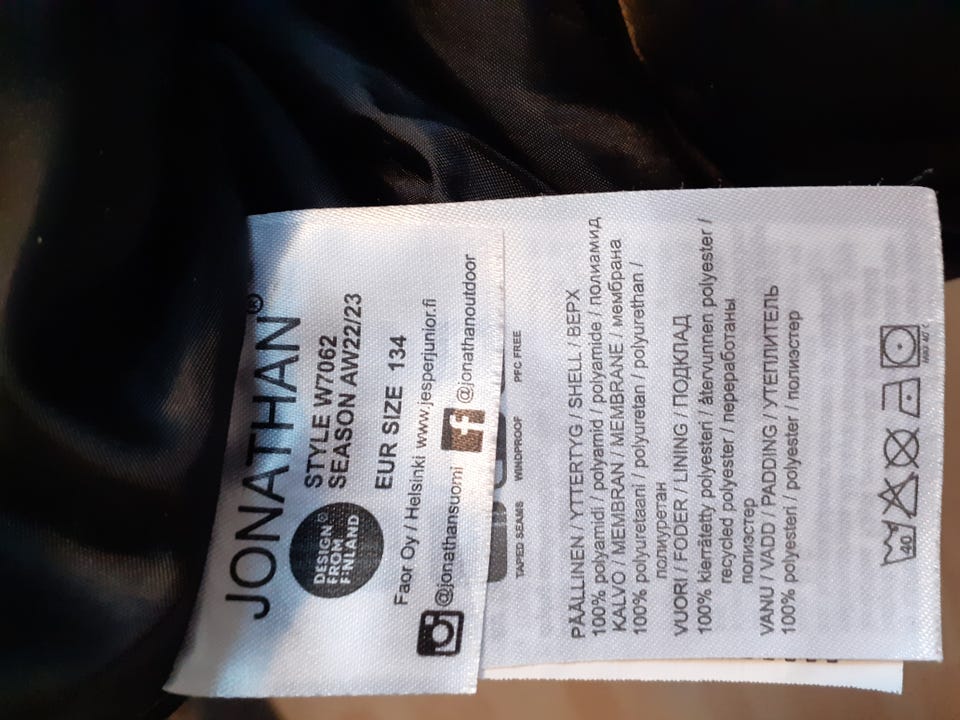 JONATHAN®
STYLE W7062
SEASON AW22/23
DESIGN®
FROM
FINLAND
EUR SIZE 134
Faor Oy / Helsinki www.jesperjunior.fi
@jonathansuomi @jonathanoutdoor
TAPED SEAMS WINDPROOF PFC FREE
PÄÄLLINEN / YTTERTYG / SHELL / ВЕРХ
100% polyamidi / polyamid / polyamide / полиамид
KALVO / MEMBRAN / MEMBRANE / мембрана
100% polyuretaani / polyuretan / polyurethan /
полиуретан
VUORI / FODER / LINING / ПОДКЛАД
100% kierrätetty polyesteri / återvunnen polyester /
recycled polyester / переработаны
полиэстер
VANU / VADD / PADDING / УТЕПЛИТЕЛЬ
100% polyesteri / polyester / полиэстер
40